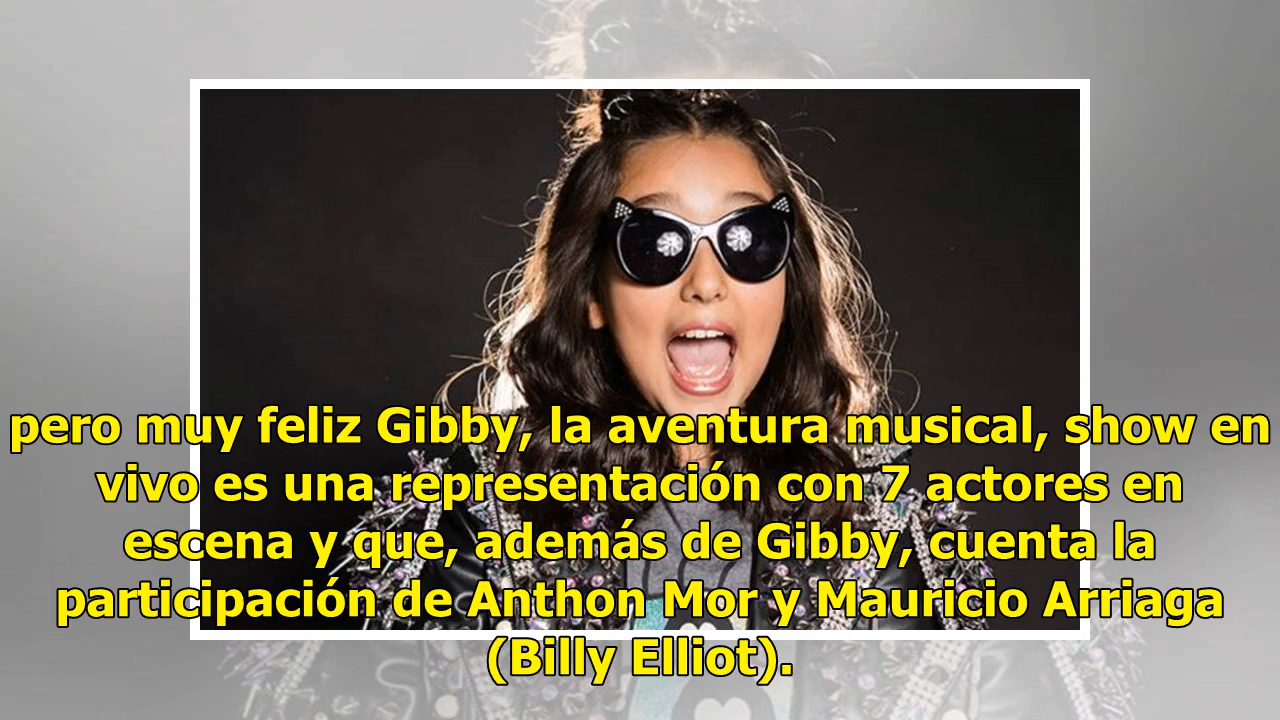 pero muy feliz Gibby, la aventura musical, show en
vivo es una representación con 7 actores en
escena y que, además de Gibby, cuenta la
participación de Anthon Mor y Mauricio Arriaga
(Billy Elliot).